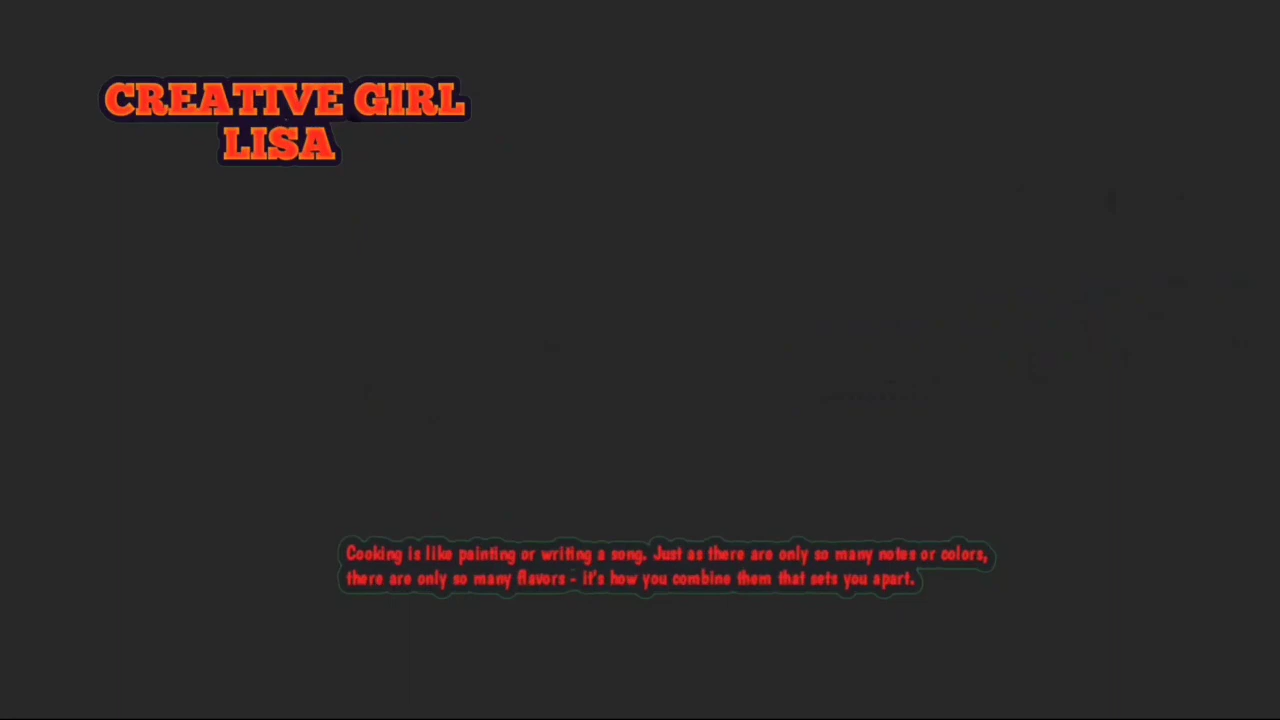 CREATIVE GIRL
LISA
Cooking is like painting or writing a song. Just as there are only so many notes or colors,
there are only so many flavors - it's how you combine them that sets you apart.